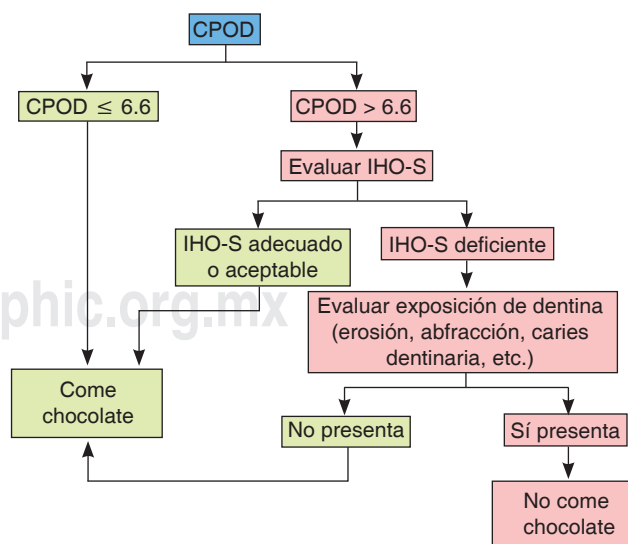 CPOD
CPOD ≤ 6.6
CPOD > 6.6
Evaluar IHO-S
IHO-S adecuado
o aceptable
IHO-S deficiente
phic.org.mx
Evaluar exposición de dentina
(erosión, abfracción, caries
dentinaria, etc.)
Come
chocolate
No presenta
Sí presenta
No come
chocolate